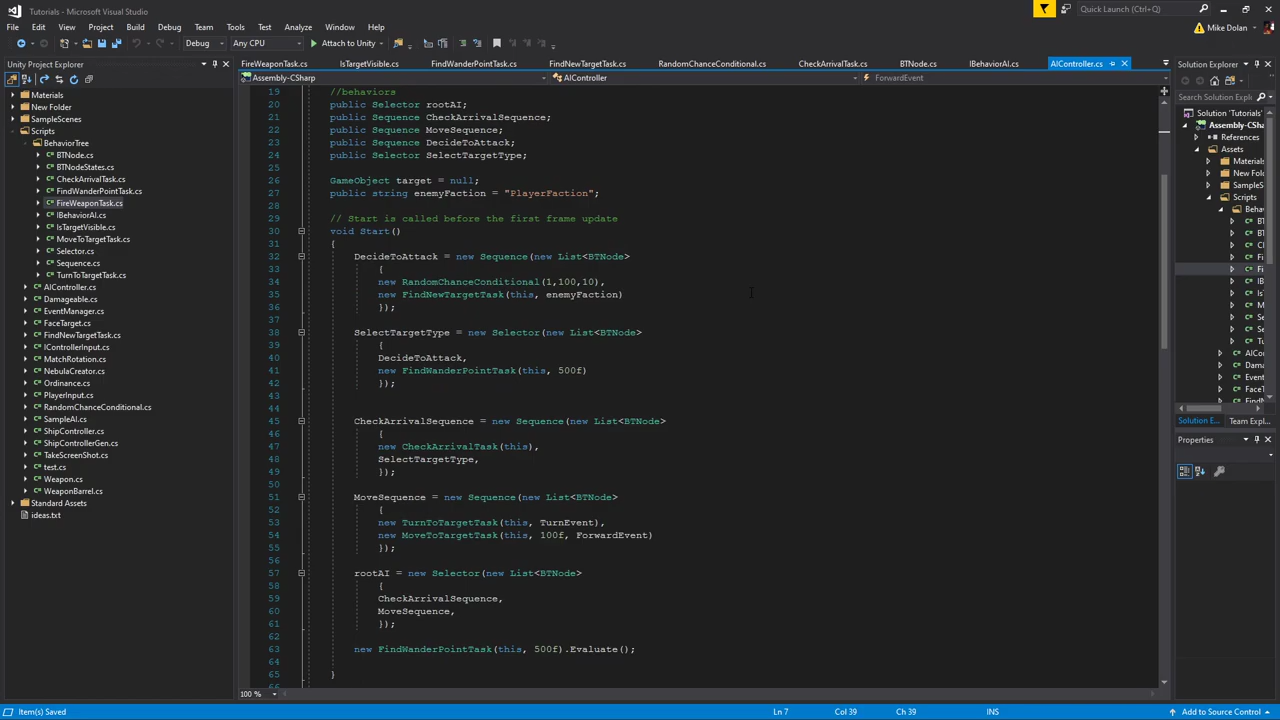 Tutorials - Microsoft Visual Studio
Quick Launch (Ctrl+Q)
File Edit View Project Build Debug Team Tools Test Analyze Window Help
Mike Dolan
Debug Any CPU Attach to Unity
Unity Project Explorer
FireWeaponTask.cs IsTargetVisible.cs FindWanderPointTask.cs FindNewTargetTask.cs RandomChanceConditional.cs CheckArrivalTask.cs BTNode.cs IBehaviorAI.cs AIController.cs
Assembly-CSharp AIController ForwardEvent
Materials
New Folder
SampleScenes
Scripts
BehaviorTree
BTNode.cs
BTNodeStates.cs
CheckArrivalTask.cs
FindWanderPointTask.cs
FireWeaponTask.cs
IBehaviorAI.cs
IsTargetVisible.cs
MoveToTargetTask.cs
Selector.cs
Sequence.cs
TurnToTargetTask.cs
AIController.cs
Damageable.cs
EventManager.cs
FaceTarget.cs
FindNewTargetTask.cs
IControllerInput.cs
MatchRotation.cs
NebulaCreator.cs
Ordinance.cs
PlayerInput.cs
RandomChanceConditional.cs
SampleAI.cs
ShipController.cs
ShipControllerGen.cs
TakeScreenShot.cs
test.cs
Weapon.cs
WeaponBarrel.cs
Standard Assets
ideas.txt
19 //behaviors
20 public Selector rootAI;
21 public Sequence CheckArrivalSequence;
22 public Sequence MoveSequence;
23 public Sequence DecideToAttack;
24 public Selector SelectTargetType;
25
26 GameObject target = null;
27 public string enemyFaction = "PlayerFaction";
28
29 // Start is called before the first frame update
30 void Start()
31 {
32 DecideToAttack = new Sequence(new List<BTNode>
33 {
34 new RandomChanceConditional(1,100,10),
35 new FindNewTargetTask(this, enemyFaction)
36 });
37
38 SelectTargetType = new Selector(new List<BTNode>
39 {
40 DecideToAttack,
41 new FindWanderPointTask(this, 500f)
42 });
43
44
45 CheckArrivalSequence = new Sequence(new List<BTNode>
46 {
47 new CheckArrivalTask(this),
48 SelectTargetType,
49 });
50
51 MoveSequence = new Sequence(new List<BTNode>
52 {
53 new TurnToTargetTask(this, TurnEvent),
54 new MoveToTargetTask(this, 100f, ForwardEvent)
55 });
56
57 rootAI = new Selector(new List<BTNode>
58 {
59 CheckArrivalSequence,
60 MoveSequence,
61 });
62
63 new FindWanderPointTask(this, 500f).Evaluate();
64
65 }
100 %
Solution Explorer
Search Solution Explorer
Solution 'Tutorials'
Assembly-CSharp
References
Assets
Materials
New Folder
SampleS
Scripts
Beha
Solution E... Team Expl...
Properties
Item(s) Saved Ln 7 Col 39 Ch 39 INS Add to Source Control